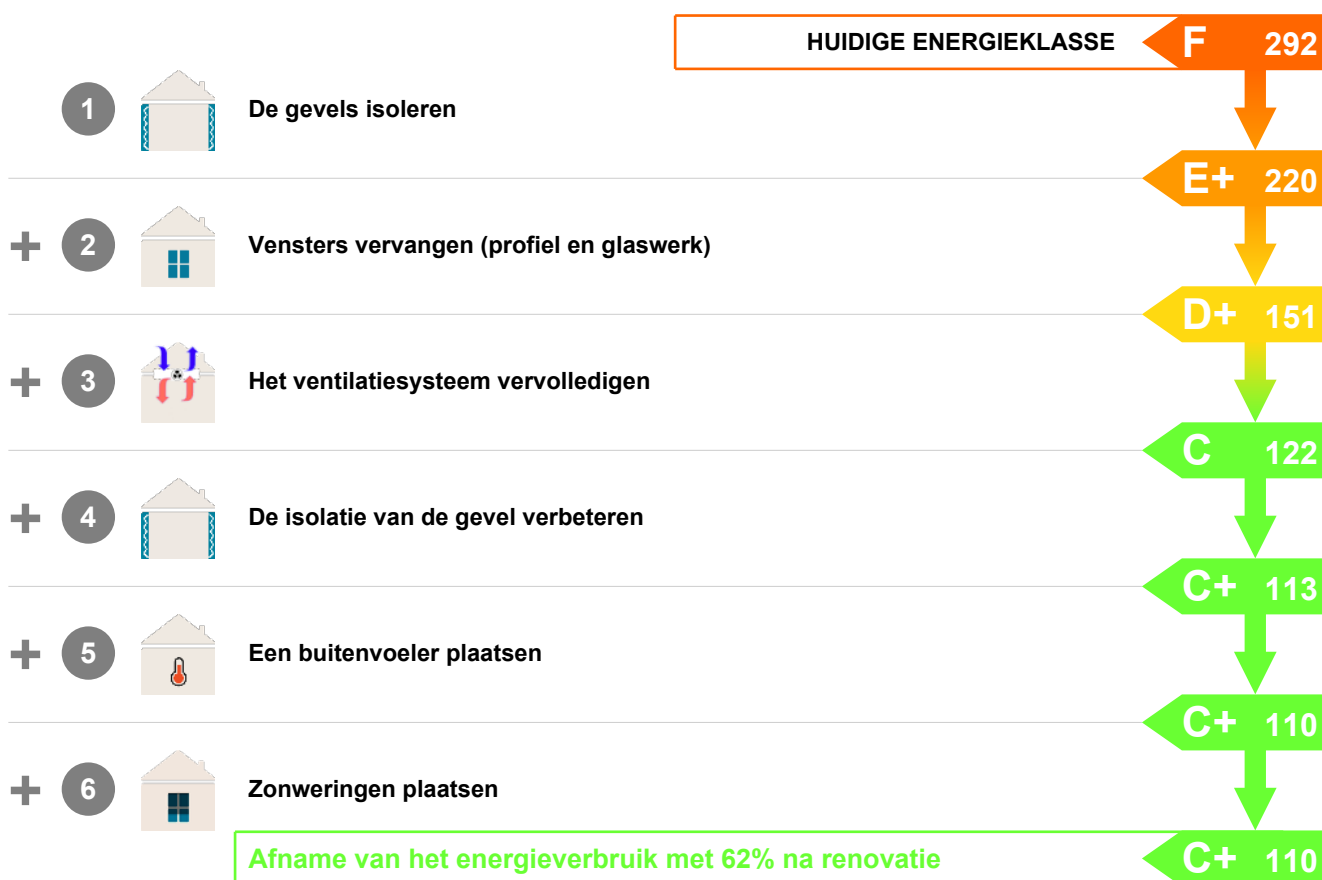 HUIDIGE ENERGIEKLASSE F 292
1 De gevels isoleren
E+ 220
+ 2 Vensters vervangen (profiel en glaswerk)
D+ 151
+ 3 Het ventilatiesysteem vervolledigen
C 122
+ 4 De isolatie van de gevel verbeteren
C+ 113
+ 5 Een buitenvoeler plaatsen
C+ 110
+ 6 Zonweringen plaatsen
Afname van het energieverbruik met 62% na renovatie C+ 110